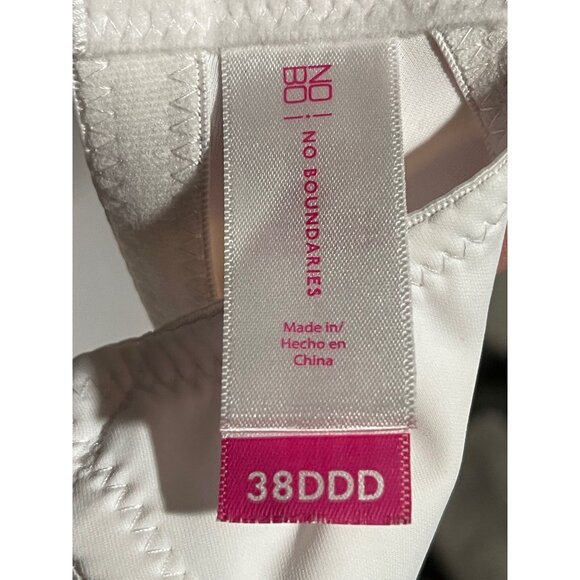 NO!
BO!
NO BOUNDARIES
Made in/
Hecho en
China
38DDD